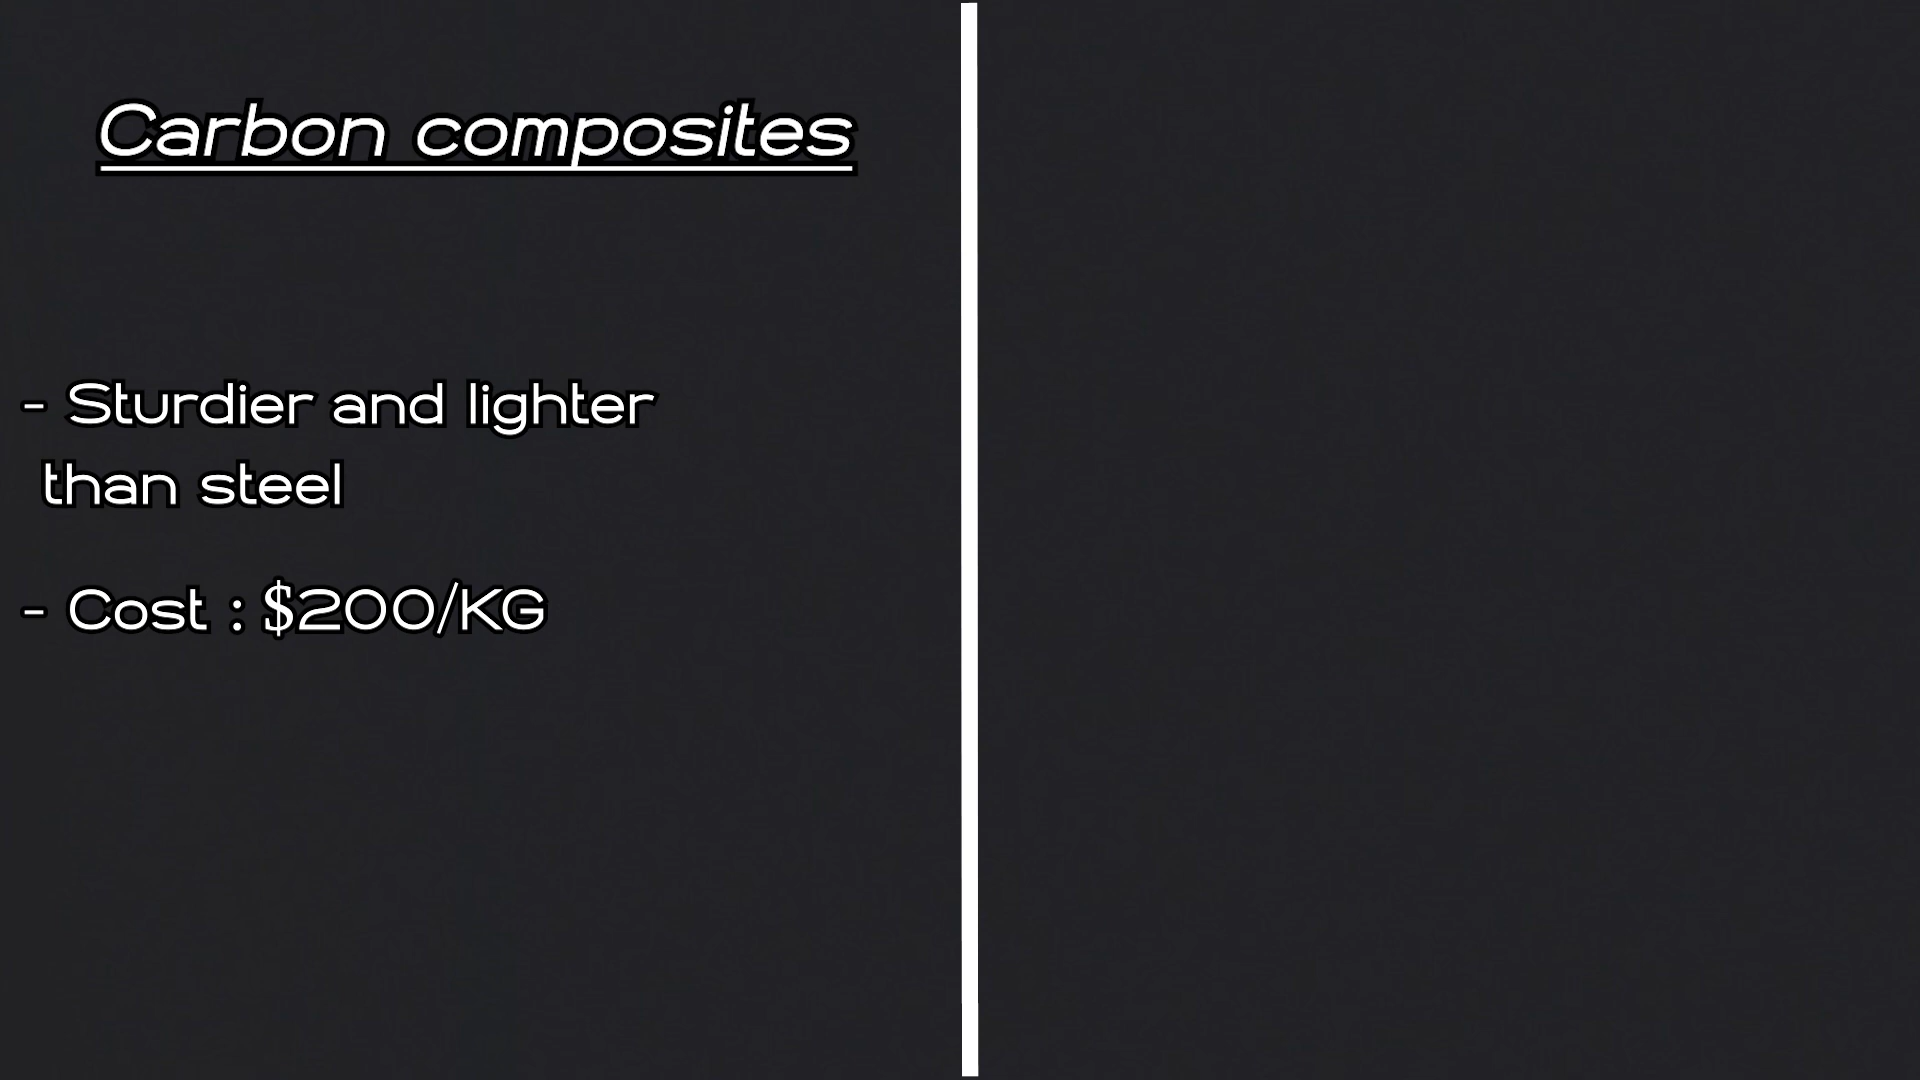 Carbon composites
- Sturdier and lighter
than steel
- Cost : $200/KG